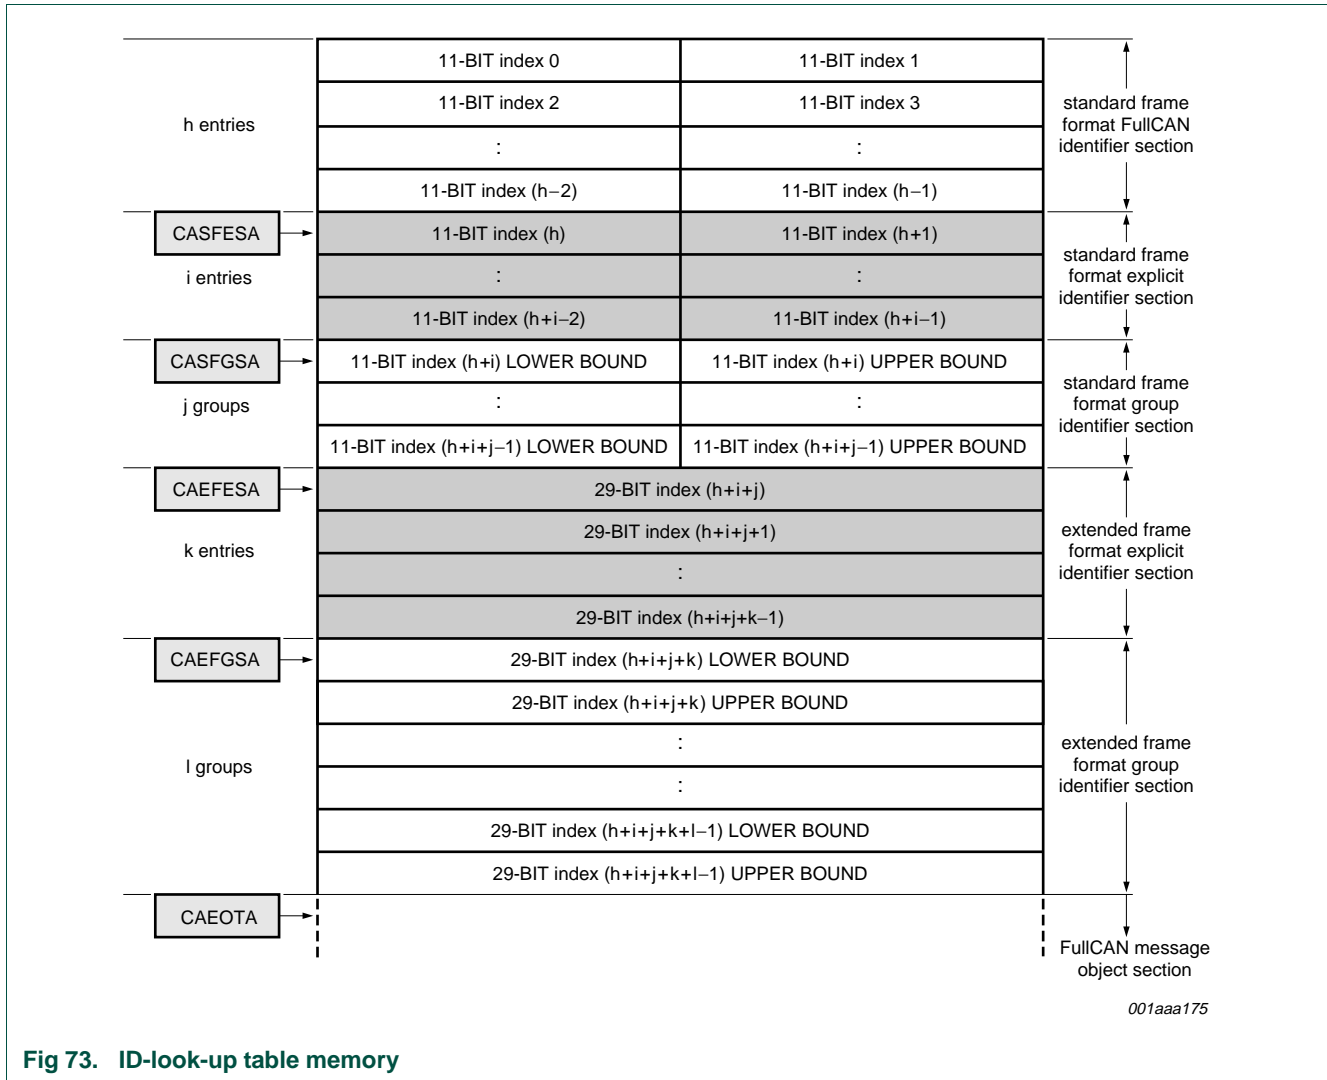 11-BIT index 0 11-BIT index 1
11-BIT index 2 11-BIT index 3
h entries
: :
11-BIT index (h−2) 11-BIT index (h−1)
standard frame
format FullCAN
identifier section
CASFESA
11-BIT index (h) 11-BIT index (h+1)
i entries
: :
11-BIT index (h+i−2) 11-BIT index (h+i−1)
standard frame
format explicit
identifier section
CASFGSA
11-BIT index (h+i) LOWER BOUND 11-BIT index (h+i) UPPER BOUND
j groups
: :
11-BIT index (h+i+j−1) LOWER BOUND 11-BIT index (h+i+j−1) UPPER BOUND
standard frame
format group
identifier section
CAEFESA
29-BIT index (h+i+j)
29-BIT index (h+i+j+1)
k entries
:
29-BIT index (h+i+j+k−1)
extended frame
format explicit
identifier section
CAEFGSA
29-BIT index (h+i+j+k) LOWER BOUND
29-BIT index (h+i+j+k) UPPER BOUND
:
l groups
:
29-BIT index (h+i+j+k+l−1) LOWER BOUND
29-BIT index (h+i+j+k+l−1) UPPER BOUND
extended frame
format group
identifier section
CAEOTA
FullCAN message
object section
001aaa175
Fig 73. ID-look-up table memory